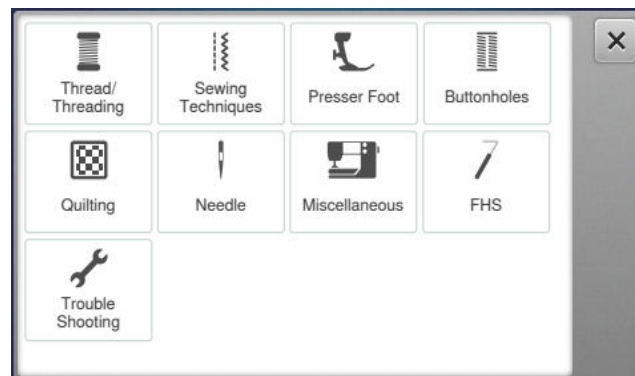 Thread/
Threading
Sewing
Techniques
Presser Foot
Buttonholes
Quilting
Needle
Miscellaneous
FHS
Trouble
Shooting